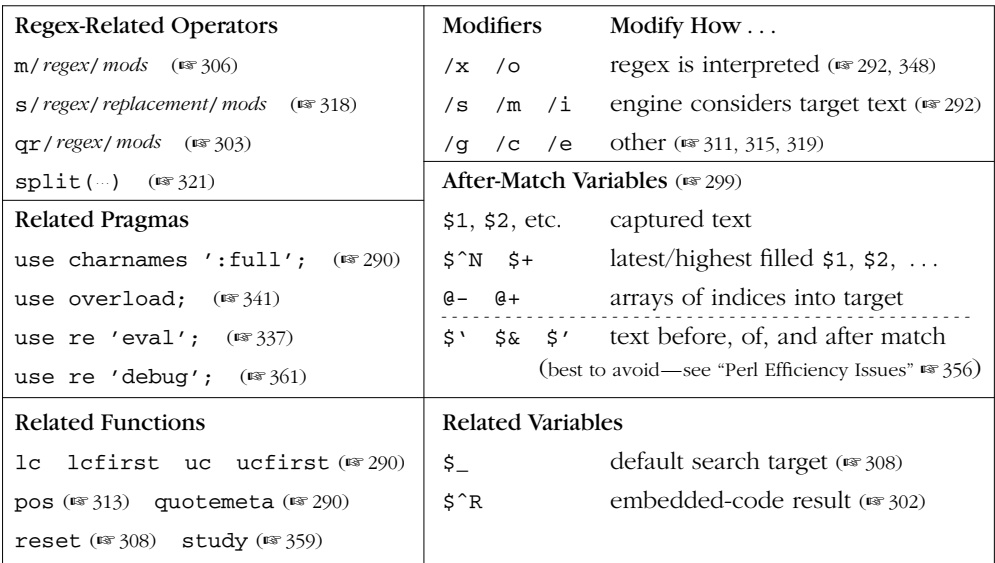 Regex-Related Operators
m/regex/mods (☞ 306)
s/regex/replacement/mods (☞ 318)
qr/regex/mods (☞ 303)
split(⋯) (☞ 321)
Related Pragmas
use charnames ':full'; (☞ 290)
use overload; (☞ 341)
use re 'eval'; (☞ 337)
use re 'debug'; (☞ 361)
Related Functions
lc lcfirst uc ucfirst (☞ 290)
pos (☞ 313) quotemeta (☞ 290)
reset (☞ 308) study (☞ 359)
Modifiers Modify How . . .
/x /o regex is interpreted (☞ 292, 348)
/s /m /i engine considers target text (☞ 292)
/g /c /e other (☞ 311, 315, 319)
After-Match Variables (☞ 299)
$1, $2, etc. captured text
$^N $+ latest/highest filled $1, $2, ...
@- @+ arrays of indices into target
$` $& $' text before, of, and after match
(best to avoid—see “Perl Efficiency Issues” ☞ 356)
Related Variables
$_ default search target (☞ 308)
$^R embedded-code result (☞ 302)